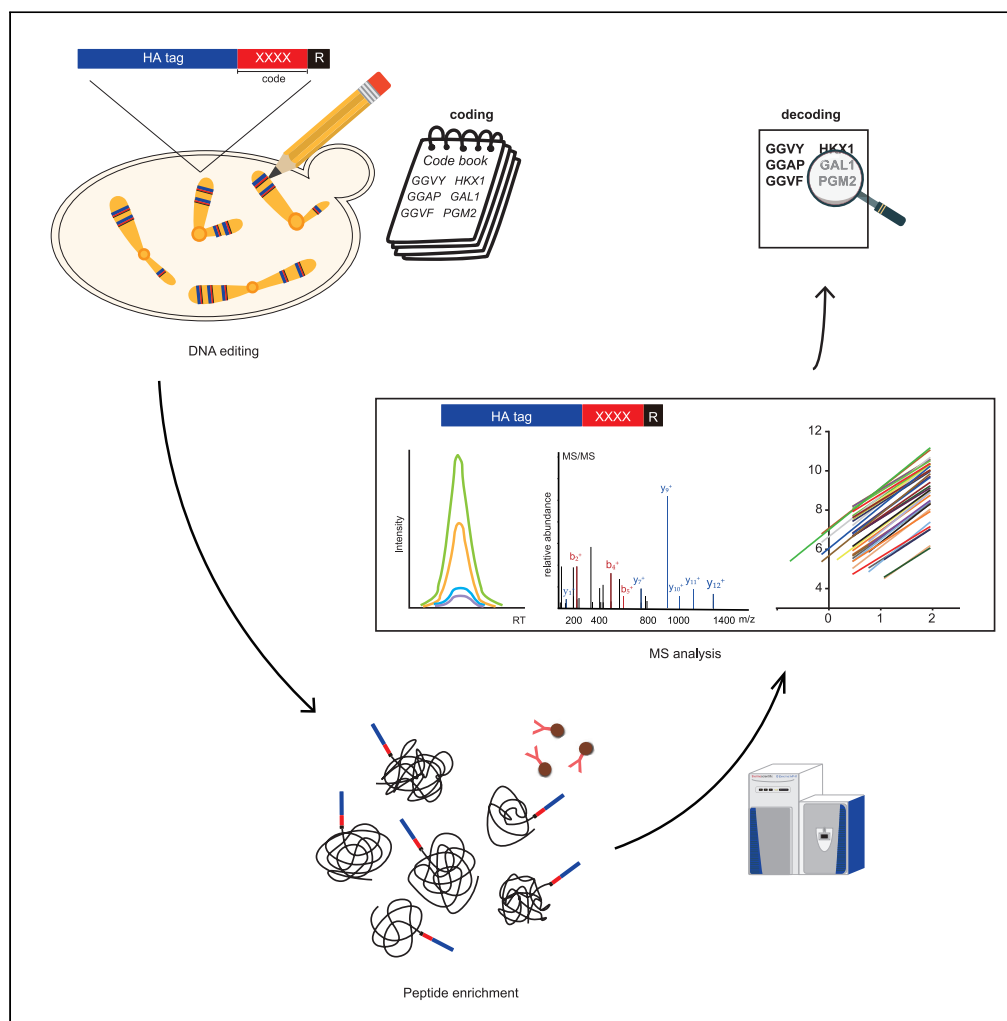 HA tag XXXX R
code
coding
Code book
GGVY HKX1
GGAP GAL1
GGVF PGM2
decoding
GGVY HKX1
GGAP GAL1
GGVF PGM2
DNA editing
HA tag XXXX R
Intensity
RT
MS/MS
relative abundance
y₁
b₂⁺
b₄⁺
b₅⁺
y₇⁺
y₉⁺
y₁₀⁺
y₁₁⁺
y₁₂⁺
200 400 800 1000 1400 m/z
12
10
8
6
4
0 1 2
MS analysis
Peptide enrichment